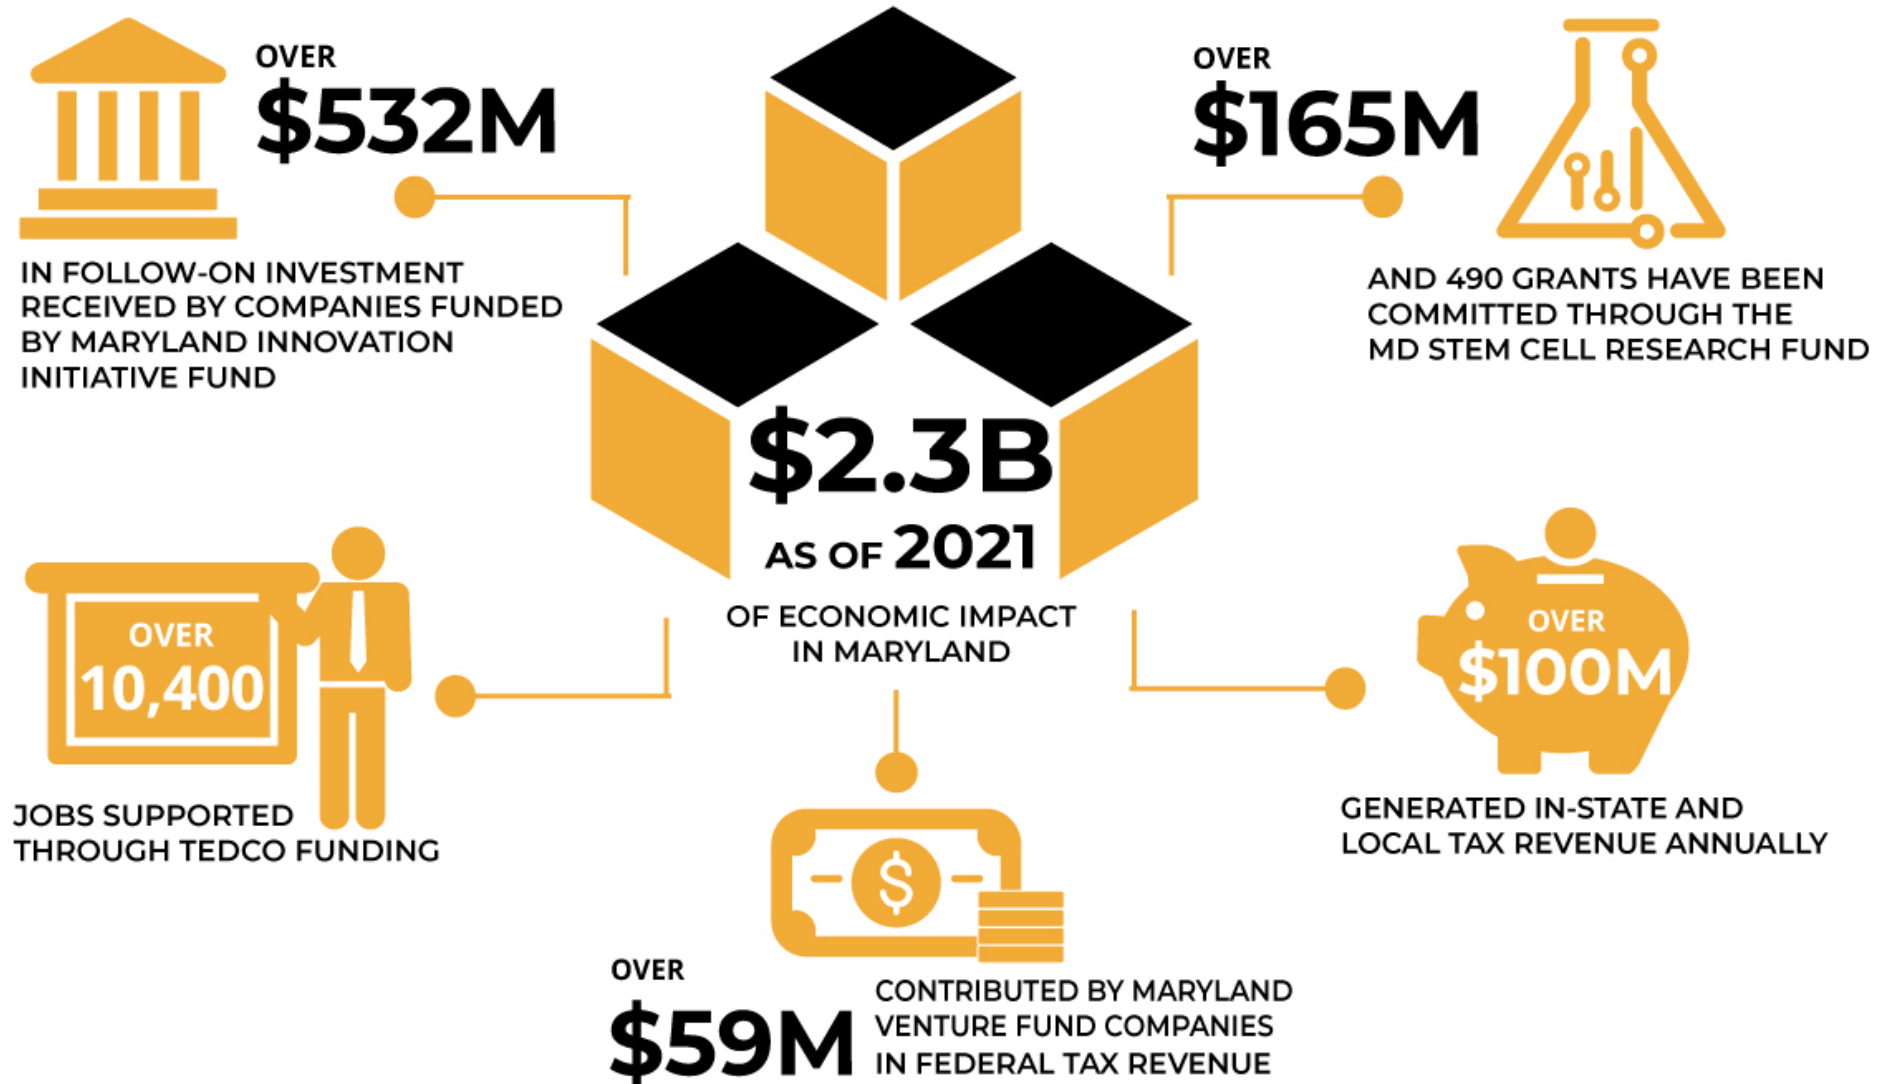 OVER
$532M
IN FOLLOW-ON INVESTMENT
RECEIVED BY COMPANIES FUNDED
BY MARYLAND INNOVATION
INITIATIVE FUND
OVER
$165M
AND 490 GRANTS HAVE BEEN
COMMITTED THROUGH THE
MD STEM CELL RESEARCH FUND
$2.3B
AS OF 2021
OF ECONOMIC IMPACT
IN MARYLAND
OVER
10,400
JOBS SUPPORTED
THROUGH TEDCO FUNDING
OVER
$100M
GENERATED IN-STATE AND
LOCAL TAX REVENUE ANNUALLY
$
OVER
$59M
CONTRIBUTED BY MARYLAND
VENTURE FUND COMPANIES
IN FEDERAL TAX REVENUE